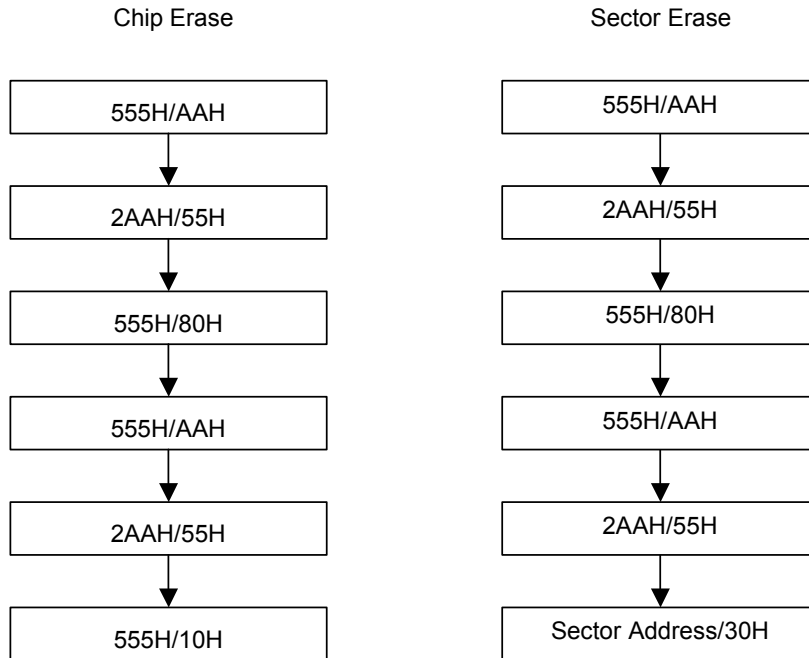 Chip Erase
555H/AAH
2AAH/55H
555H/80H
555H/AAH
2AAH/55H
555H/10H
Sector Erase
555H/AAH
2AAH/55H
555H/80H
555H/AAH
2AAH/55H
Sector Address/30H